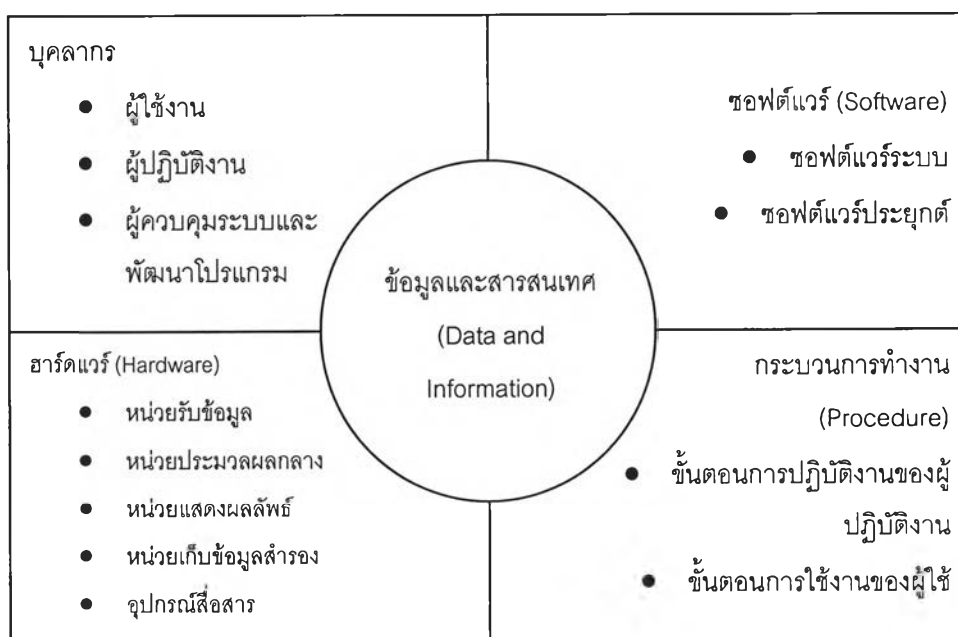 บุคลากร
● ผู้ใช้งาน
● ผู้ปฏิบัติงาน
● ผู้ควบคุมระบบและ
พัฒนาโปรแกรม
ซอฟต์แวร์ (Software)
● ซอฟต์แวร์ระบบ
● ซอฟต์แวร์ประยุกต์
ข้อมูลและสารสนเทศ
(Data and
Information)
ฮาร์ดแวร์ (Hardware)
● หน่วยรับข้อมูล
● หน่วยประมวลผลกลาง
● หน่วยแสดงผลลัพธ์
● หน่วยเก็บข้อมูลสำรอง
● อุปกรณ์สื่อสาร
กระบวนการทำงาน
(Procedure)
● ขั้นตอนการปฏิบัติงานของผู้
ปฏิบัติงาน
● ขั้นตอนการใช้งานของผู้ใช้